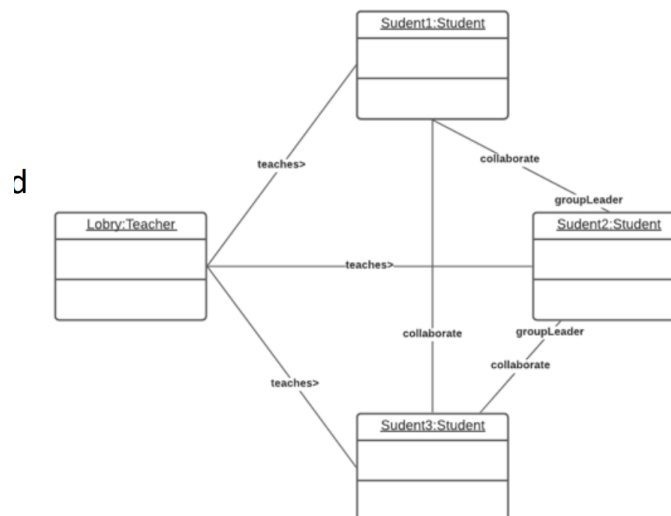 Sudent1:Student
collaborate
teaches>
d
groupLeader
Lobry:Teacher
Sudent2:Student
teaches>
collaborate
groupLeader
collaborate
teaches>
Sudent3:Student